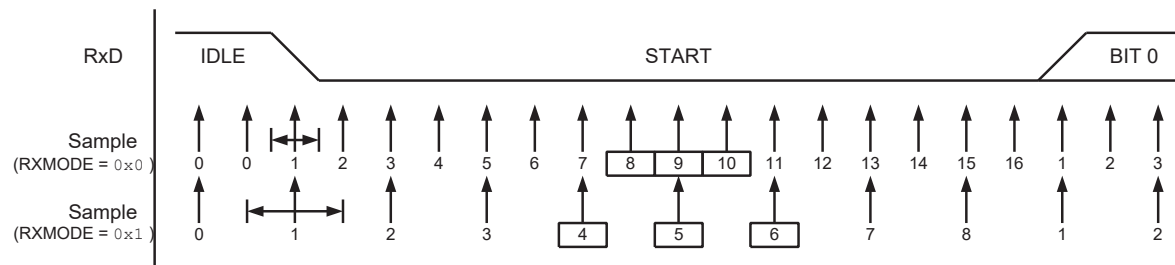 RxD IDLE START BIT 0
Sample
(RXMODE = 0x0) 0 0 1 2 3 4 5 6 7 8 9 10 11 12 13 14 15 16 1 2 3
Sample
(RXMODE = 0x1) 0 1 2 3 4 5 6 7 8 1 2